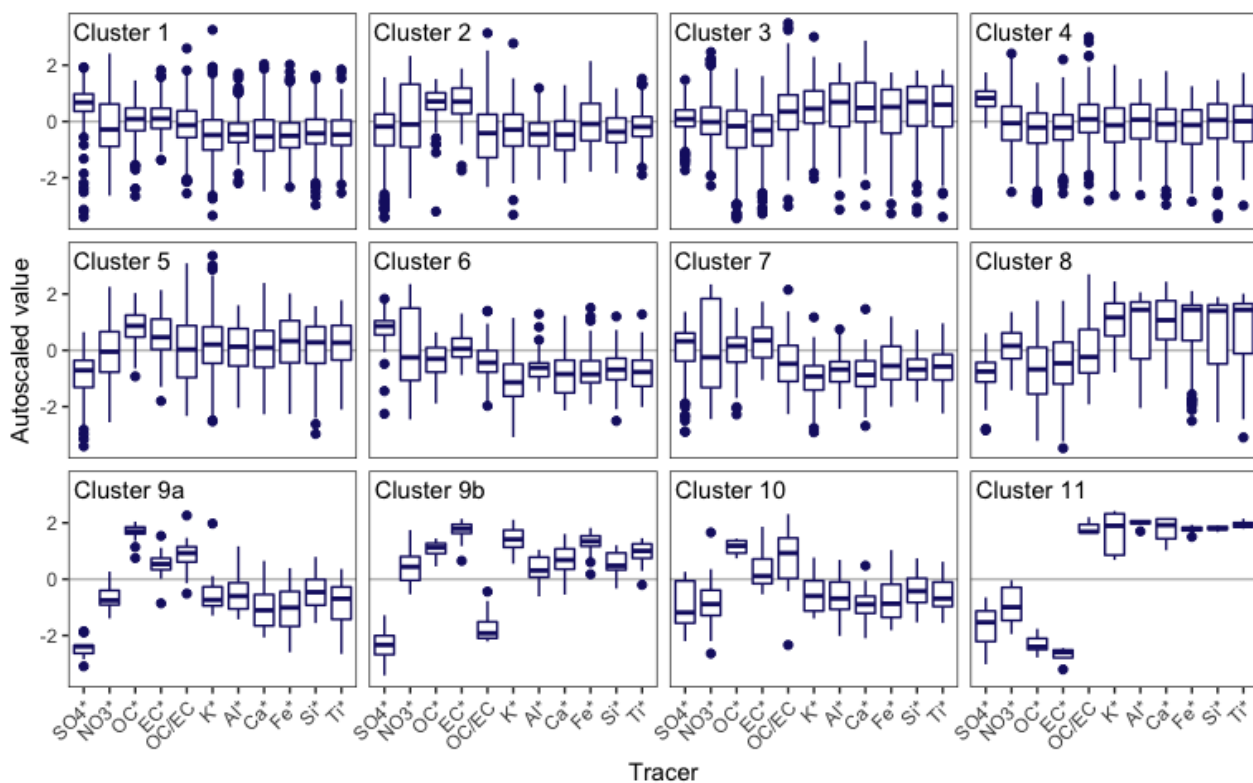 Cluster 1 Cluster 2 Cluster 3 Cluster 4
2
0
-2
Cluster 5 Cluster 6 Cluster 7 Cluster 8
2
0
-2
Cluster 9a Cluster 9b Cluster 10 Cluster 11
2
0
-2
Autoscaled value
SO4* NO3* OC* EC* OC/EC K* Al* Ca* Fe* Si* Ti* SO4* NO3* OC* EC* OC/EC K* Al* Ca* Fe* Si* Ti* SO4* NO3* OC* EC* OC/EC K* Al* Ca* Fe* Si* Ti* SO4* NO3* OC* EC* OC/EC K* Al* Ca* Fe* Si* Ti*
Tracer